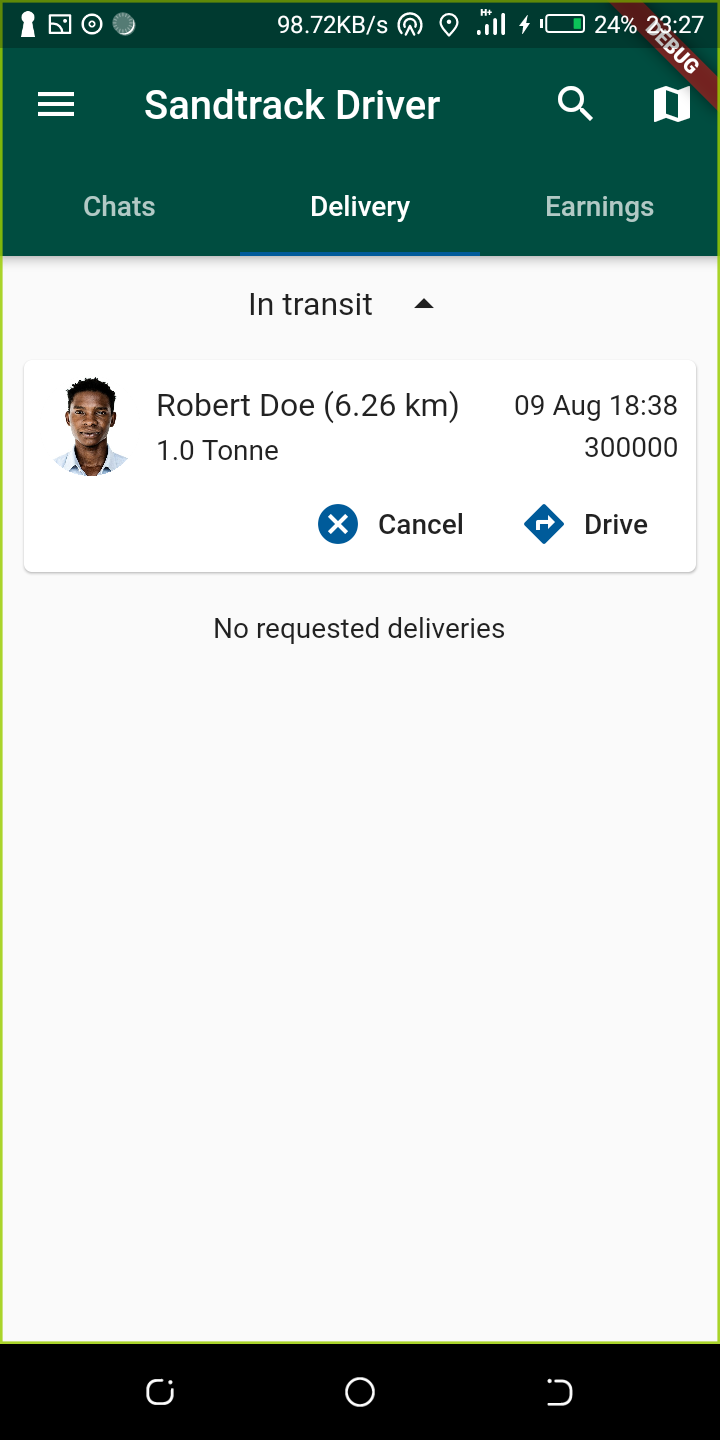 98.72KB/s H+ 24% 23:27
DEBUG
Sandtrack Driver
Chats Delivery Earnings
In transit
Robert Doe (6.26 km) 09 Aug 18:38
1.0 Tonne 300000
Cancel Drive
No requested deliveries